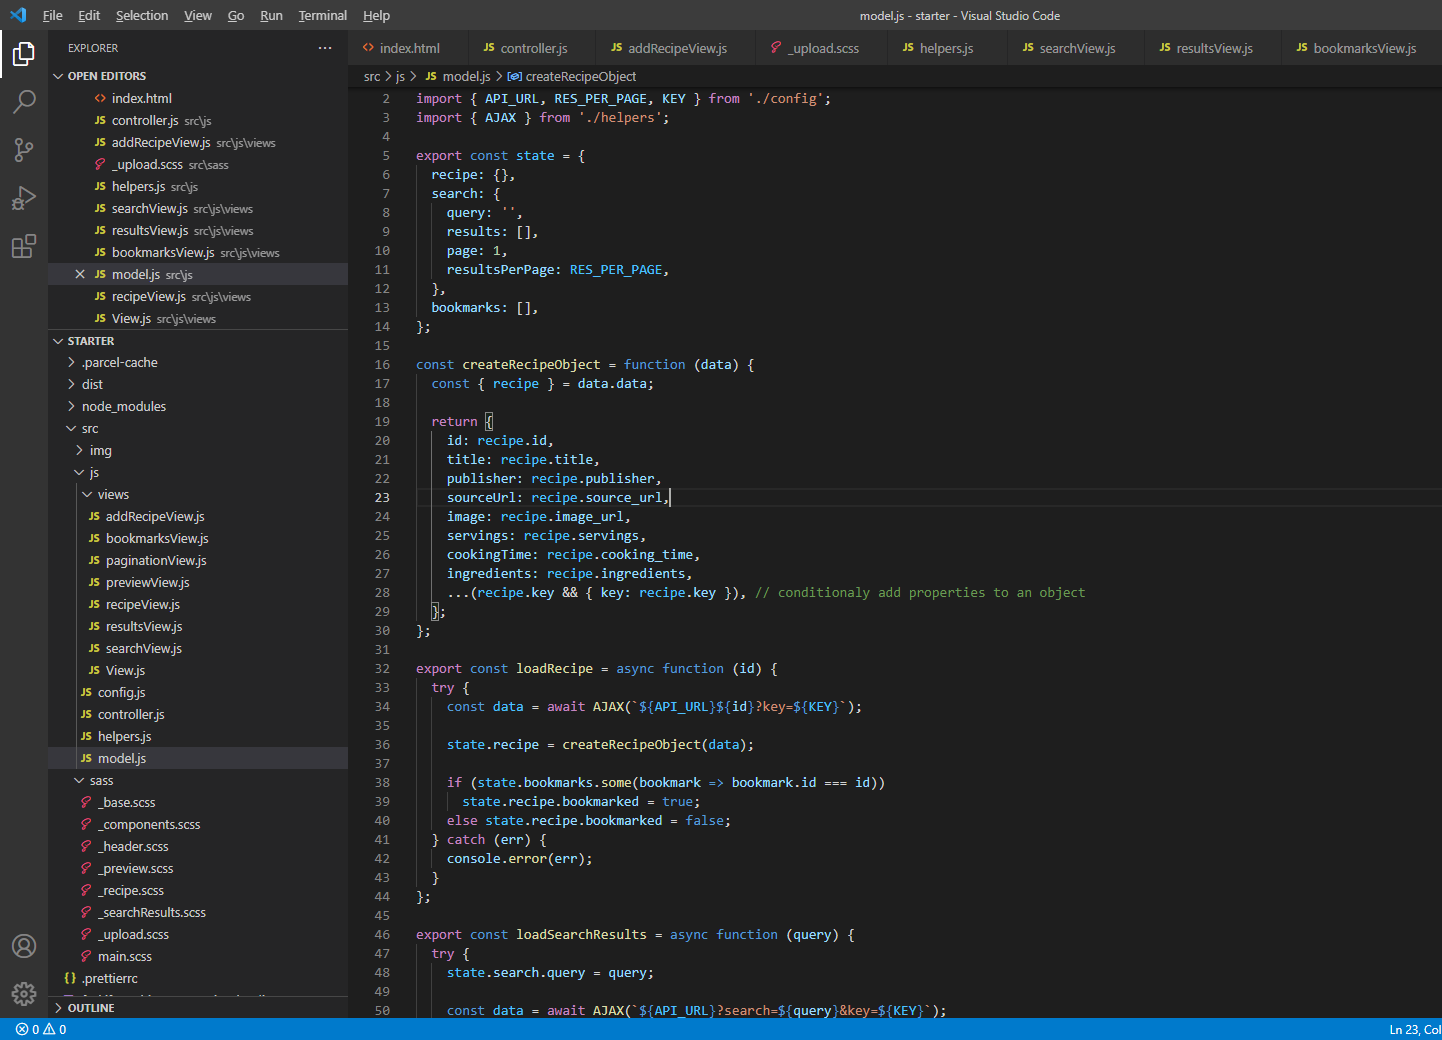 File Edit Selection View Go Run Terminal Help
model.js - starter - Visual Studio Code
EXPLORER
OPEN EDITORS
index.html
controller.js src\js
addRecipeView.js src\js\views
_upload.scss src\sass
helpers.js src\js
searchView.js src\js\views
resultsView.js src\js\views
bookmarksView.js src\js\views
model.js src\js
recipeView.js src\js\views
View.js src\js\views
STARTER
.parcel-cache
dist
node_modules
src
img
js
views
JS addRecipeView.js
JS bookmarksView.js
JS paginationView.js
JS previewView.js
JS recipeView.js
JS resultsView.js
JS searchView.js
JS View.js
JS config.js
JS controller.js
JS helpers.js
JS model.js
sass
_base.scss
_components.scss
_header.scss
_preview.scss
_recipe.scss
_searchResults.scss
_upload.scss
main.scss
{} .prettierrc
OUTLINE
0 0
index.html JS controller.js JS addRecipeView.js _upload.scss JS helpers.js JS searchView.js JS resultsView.js JS bookmarksView.js
src > js > JS model.js > createRecipeObject
2 import { API_URL, RES_PER_PAGE, KEY } from './config';
3 import { AJAX } from './helpers';
4
5 export const state = {
6 recipe: {},
7 search: {
8 query: '',
9 results: [],
10 page: 1,
11 resultsPerPage: RES_PER_PAGE,
12 },
13 bookmarks: [],
14 };
15
16 const createRecipeObject = function (data) {
17 const { recipe } = data.data;
18
19 return {
20 id: recipe.id,
21 title: recipe.title,
22 publisher: recipe.publisher,
23 sourceUrl: recipe.source_url,
24 image: recipe.image_url,
25 servings: recipe.servings,
26 cookingTime: recipe.cooking_time,
27 ingredients: recipe.ingredients,
28 ...(recipe.key && { key: recipe.key }), // conditionaly add properties to an object
29 };
30 };
31
32 export const loadRecipe = async function (id) {
33 try {
34 const data = await AJAX(`${API_URL}${id}?key=${KEY}`);
35
36 state.recipe = createRecipeObject(data);
37
38 if (state.bookmarks.some(bookmark => bookmark.id === id))
39 state.recipe.bookmarked = true;
40 else state.recipe.bookmarked = false;
41 } catch (err) {
42 console.error(err);
43 }
44 };
45
46 export const loadSearchResults = async function (query) {
47 try {
48 state.search.query = query;
49
50 const data = await AJAX(`${API_URL}?search=${query}&key=${KEY}`);
Ln 23, Col